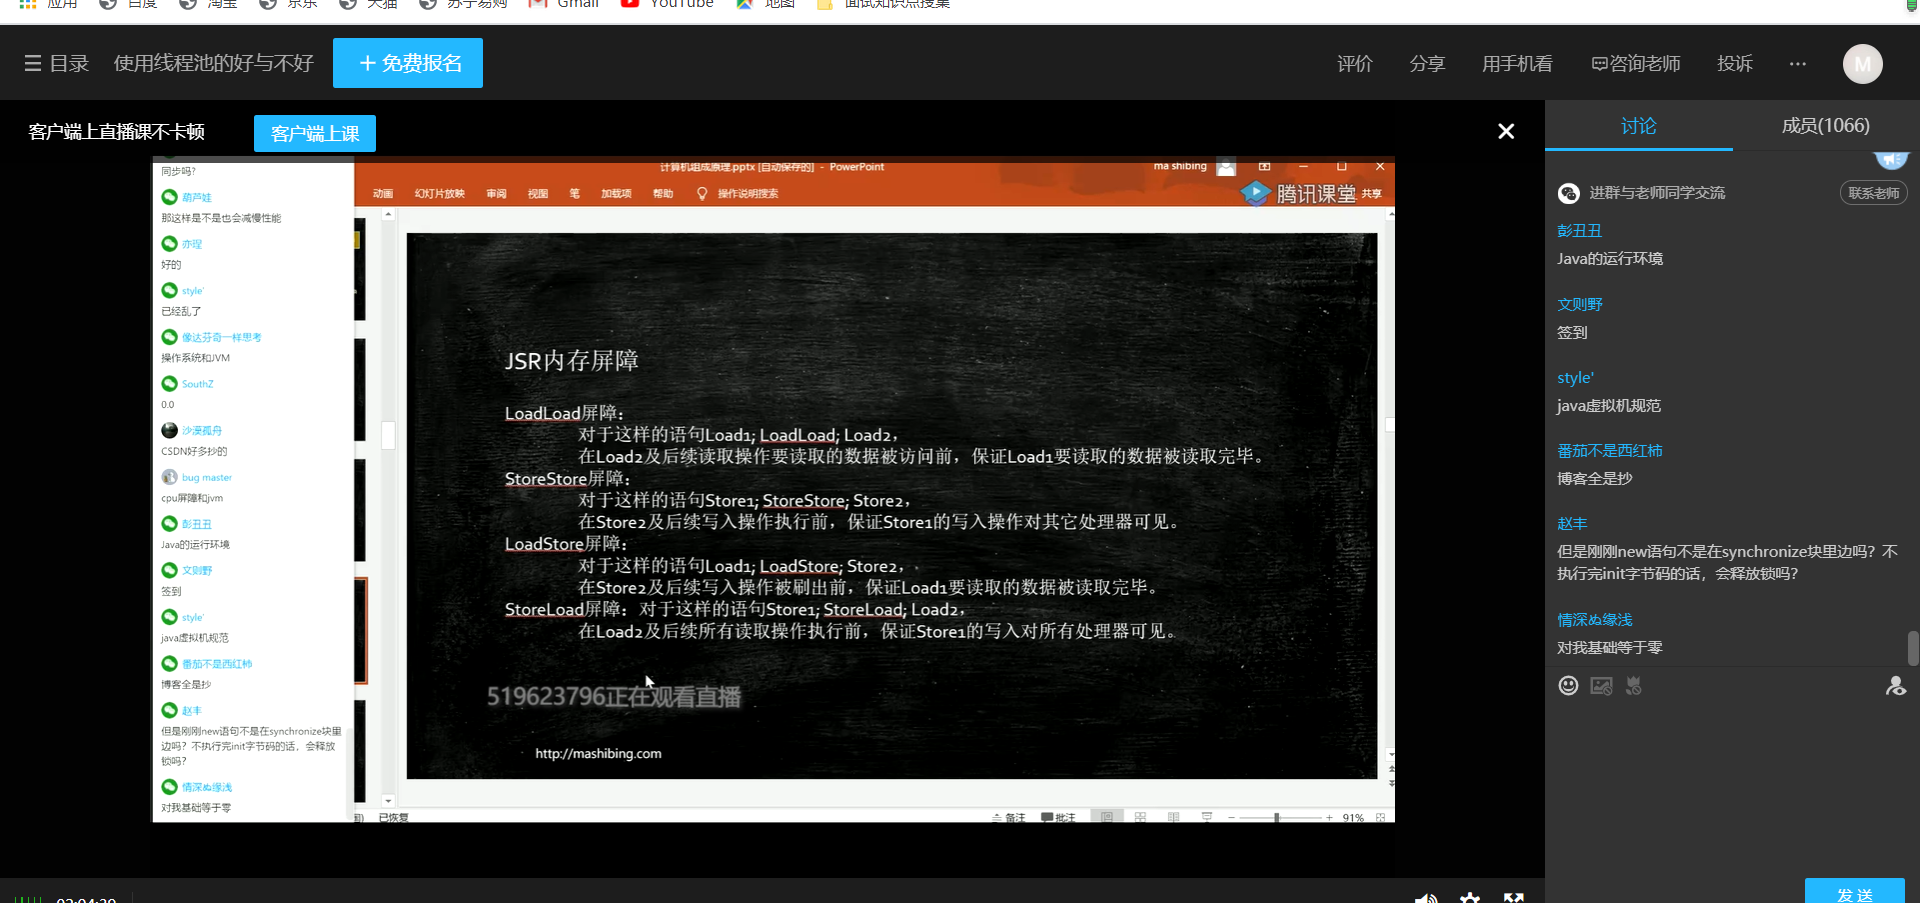 应用 百度 淘宝 京东 天猫 苏宁易购 Gmail YouTube 地图 面试知识点搜集
目录 使用线程池的好与不好 + 免费报名 评价 分享 用手机看 咨询老师 投诉 ··· M
客户端上直播课不卡顿 客户端上课
讨论 成员(1066)
计算机组成原理.pptx [自动保存的] - PowerPoint ma shibing
动画 幻灯片放映 审阅 视图 笔 加载项 帮助 操作说明搜索 腾讯课堂 共享
同步吗?
葫芦娃
那这样是不是也会减慢性能
亦珵
好的
style'
已经乱了
像达芬奇一样思考
操作系统和JVM
SouthZ
0.0
沙漠孤舟
CSDN好多抄的
bug master
cpu屏障和jvm
彭丑丑
Java的运行环境
文则野
签到
style'
java虚拟机规范
番茄不是西红柿
博客全是抄
赵丰
但是刚刚new语句不是在synchronize块里
边吗？不执行完init字节码的话，会释放
锁吗?
情深ぬ缘浅
对我基础等于零
JSR内存屏障
LoadLoad屏障：
对于这样的语句Load1; LoadLoad; Load2，
在Load2及后续读取操作要读取的数据被访问前，保证Load1要读取的数据被读取完毕。
StoreStore屏障：
对于这样的语句Store1; StoreStore; Store2，
在Store2及后续写入操作执行前，保证Store1的写入操作对其它处理器可见。
LoadStore屏障：
对于这样的语句Load1; LoadStore; Store2，
在Store2及后续写入操作被刷出前，保证Load1要读取的数据被读取完毕。
StoreLoad屏障：对于这样的语句Store1; StoreLoad; Load2，
在Load2及后续所有读取操作执行前，保证Store1的写入对所有处理器可见。
519623796正在观看直播
http://mashibing.com
已恢复 备注 批注 91%
进群与老师同学交流 联系老师
彭丑丑
Java的运行环境
文则野
签到
style'
java虚拟机规范
番茄不是西红柿
博客全是抄
赵丰
但是刚刚new语句不是在synchronize块里边吗？不
执行完init字节码的话，会释放锁吗?
情深ぬ缘浅
对我基础等于零
02:04:39
发 送